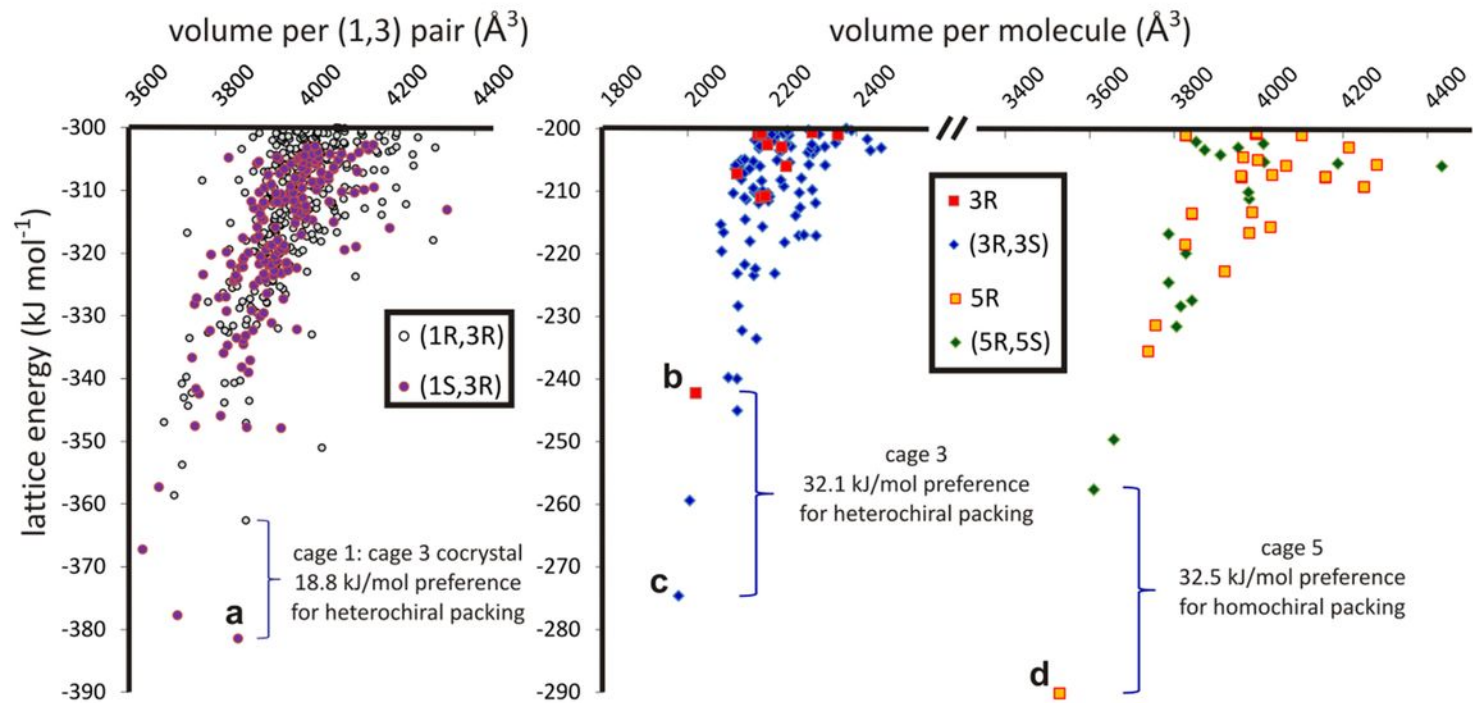 volume per (1,3) pair (Å3)
volume per molecule (Å3)
3600
3800
4000
4200
4400
1800
2000
2200
2400
3400
3600
3800
4000
4200
4400
lattice energy (kJ mol-1)
-300
-310
-320
-330
-340
-350
-360
-370
-380
-390
(1R,3R)
(1S,3R)
cage 1: cage 3 cocrystal
18.8 kJ/mol preference
for heterochiral packing
a
-200
-210
-220
-230
-240
-250
-260
-270
-280
-290
3R
(3R,3S)
5R
(5R,5S)
b
cage 3
32.1 kJ/mol preference
for heterochiral packing
c
cage 5
32.5 kJ/mol preference
for homochiral packing
d